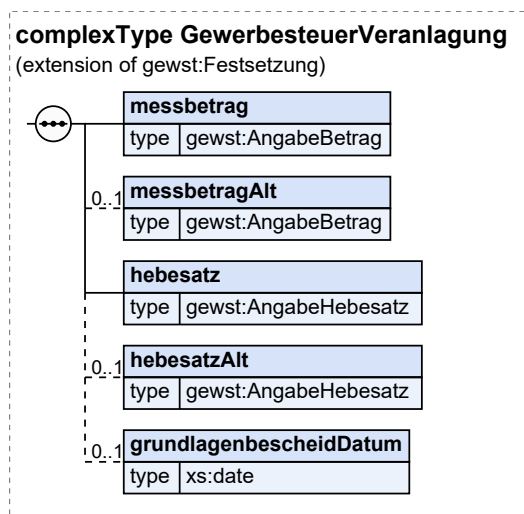 complexType GewerbesteuerVeranlagung
(extension of gewst:Festsetzung)
messbetrag
type gewst:AngabeBetrag
0..1 messbetragAlt
type gewst:AngabeBetrag
hebesatz
type gewst:AngabeHebesatz
0..1 hebesatzAlt
type gewst:AngabeHebesatz
0..1 grundlagenbescheidDatum
type xs:date